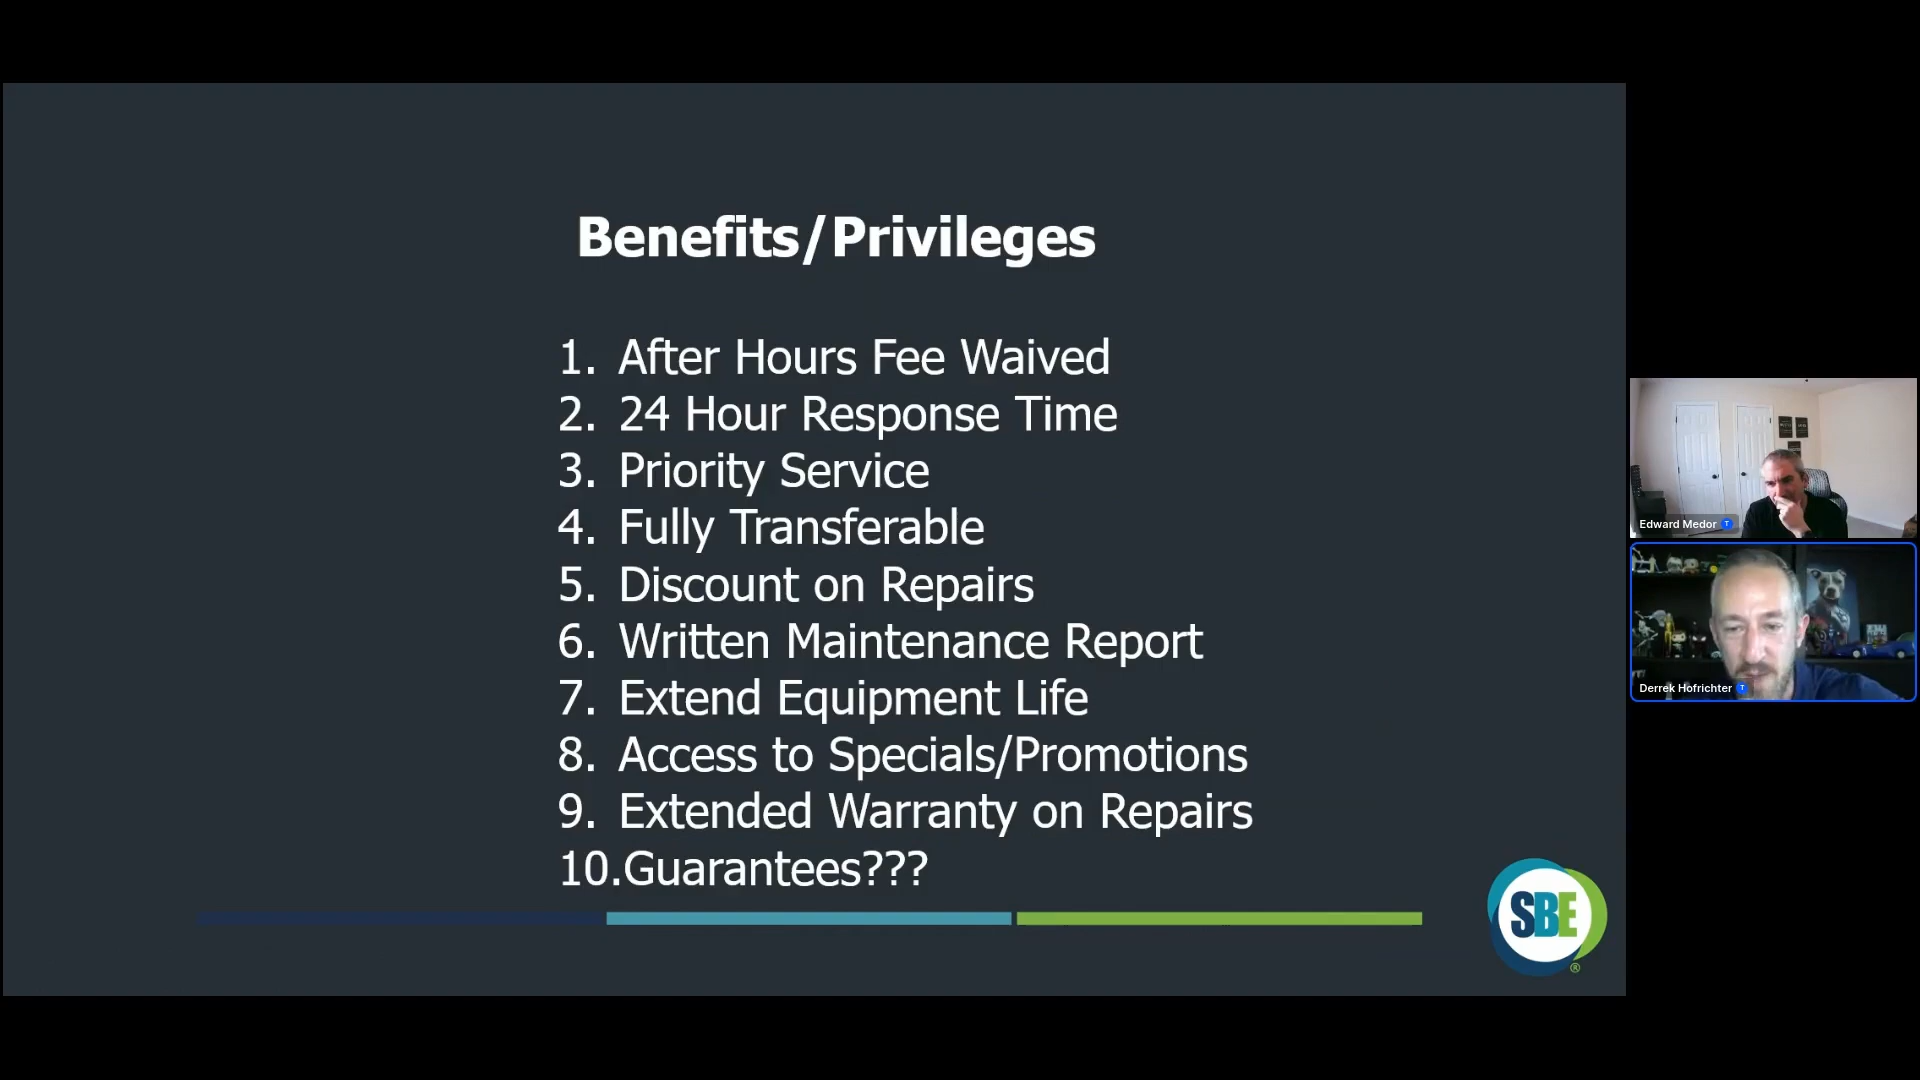 Benefits/Privileges
1. After Hours Fee Waived
2. 24 Hour Response Time
3. Priority Service
4. Fully Transferable
5. Discount on Repairs
6. Written Maintenance Report
7. Extend Equipment Life
8. Access to Specials/Promotions
9. Extended Warranty on Repairs
10.Guarantees???
SBE
®
Edward Medor T
Derrek Hofrichter T